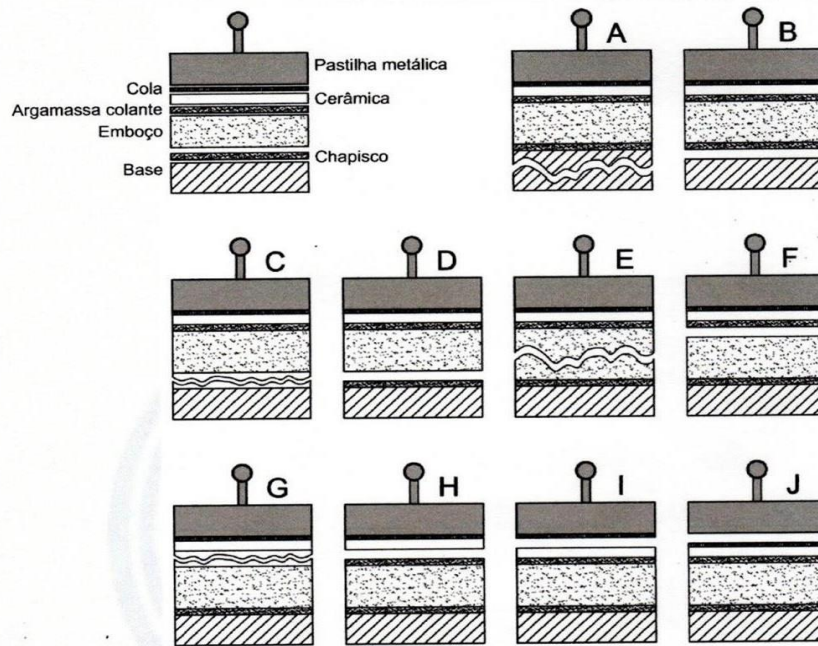 A
B
Pastilha metálica
Cola
Cerâmica
Argamassa colante
Emboço
Chapisco
Base
C
D
E
F
G
H
I
J